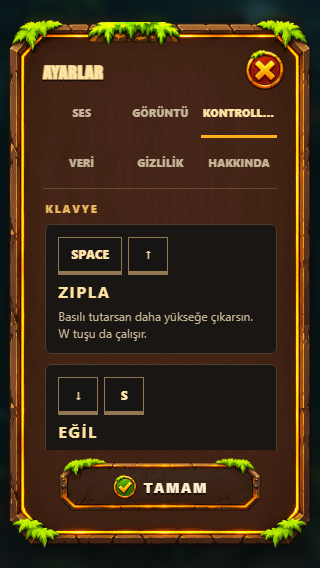 AYARLAR
SES GÖRÜNTÜ KONTROLL...
VERİ GİZLİLİK HAKKINDA
KLAVYE
SPACE ↑
ZIPLA
Basılı tutarsan daha yükseğe çıkarsın.
W tuşu da çalışır.
↓ S
EĞİL
TAMAM